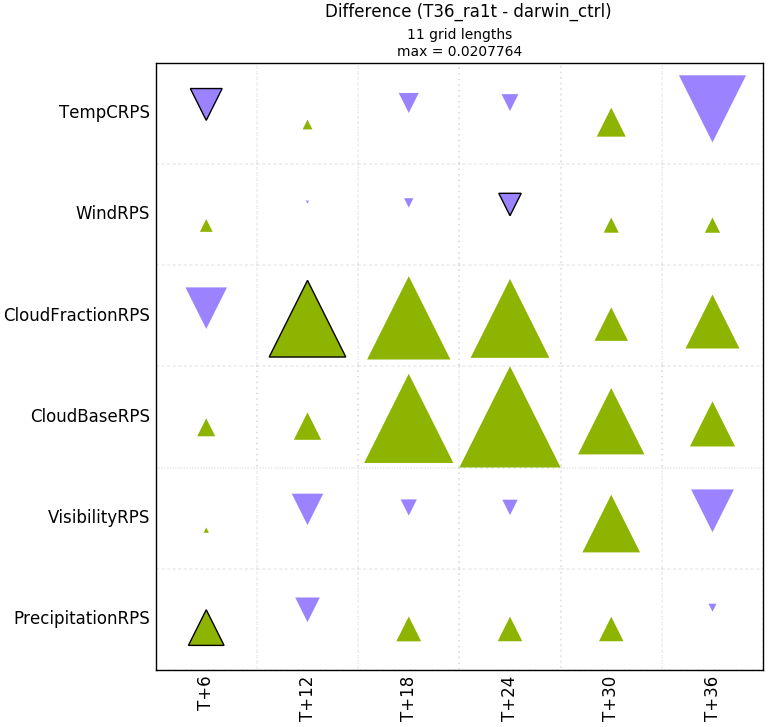 Difference (T36_ra1t - darwin_ctrl)
11 grid lengths
max = 0.0207764
TempCRPS
WindRPS
CloudFractionRPS
CloudBaseRPS
VisibilityRPS
PrecipitationRPS
T+6
T+12
T+18
T+24
T+30
T+36